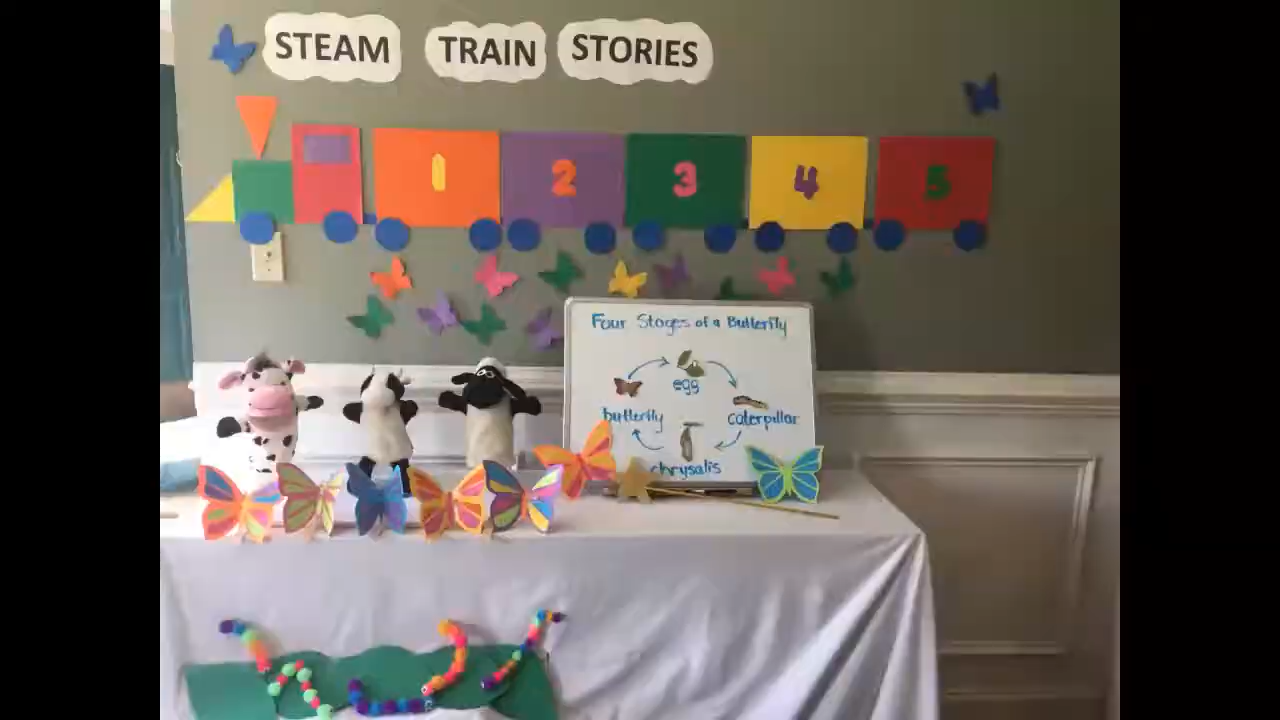 STEAM TRAIN STORIES
1 2 3 4 5
Four Stages of a Butterfly
egg
butterfly caterpillar
chrysalis